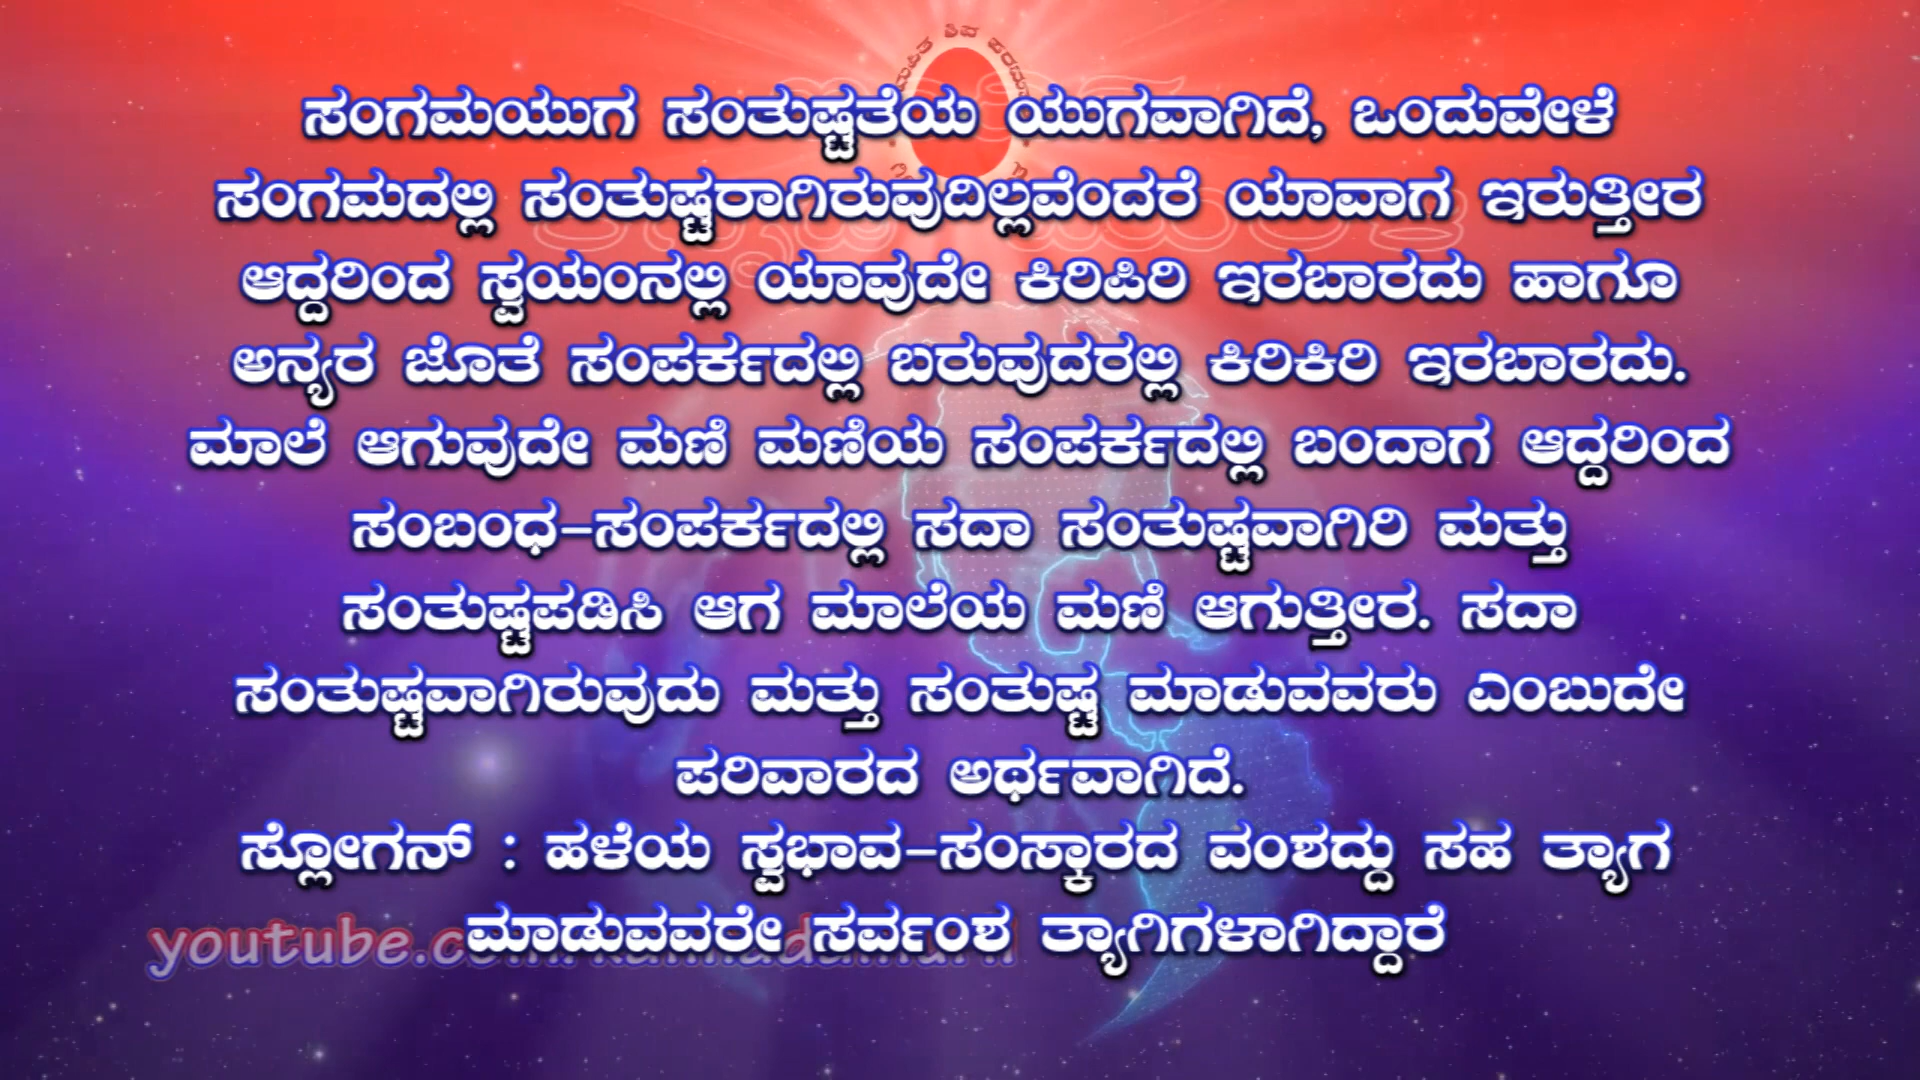 ಸಂಗಮಯುಗ ಸಂತುಷ್ಟತೆಯ ಯುಗವಾಗಿದೆ, ಒಂದುವೇಳೆ
ಸಂಗಮದಲ್ಲಿ ಸಂತುಷ್ಟರಾಗಿರುವುದಿಲ್ಲವೆಂದರೆ ಯಾವಾಗ ಇರುತ್ತೀರ
ಆದ್ದರಿಂದ ಸ್ವಯಂನಲ್ಲಿ ಯಾವುದೇ ಕಿರಿಪಿರಿ ಇರಬಾರದು ಹಾಗೂ
ಅನ್ಯರ ಜೊತೆ ಸಂಪರ್ಕದಲ್ಲಿ ಬರುವುದರಲ್ಲಿ ಕಿರಿಕಿರಿ ಇರಬಾರದು.
ಮಾಲೆ ಆಗುವುದೇ ಮಣಿ ಮಣಿಯ ಸಂಪರ್ಕದಲ್ಲಿ ಬಂದಾಗ ಆದ್ದರಿಂದ
ಸಂಬಂಧ-ಸಂಪರ್ಕದಲ್ಲಿ ಸದಾ ಸಂತುಷ್ಟವಾಗಿರಿ ಮತ್ತು
ಸಂತುಷ್ಟಪಡಿಸಿ ಆಗ ಮಾಲೆಯ ಮಣಿ ಆಗುತ್ತೀರ. ಸದಾ
ಸಂತುಷ್ಟವಾಗಿರುವುದು ಮತ್ತು ಸಂತುಷ್ಟ ಮಾಡುವವರು ಎಂಬುದೇ
ಪರಿವಾರದ ಅರ್ಥವಾಗಿದೆ.
ಸ್ಲೋಗನ್ : ಹಳೆಯ ಸ್ವಭಾವ-ಸಂಸ್ಕಾರದ ವಂಶದ್ದು ಸಹ ತ್ಯಾಗ
ಮಾಡುವವರೇ ಸರ್ವಂಶ ತ್ಯಾಗಿಗಳಾಗಿದ್ದಾರೆ